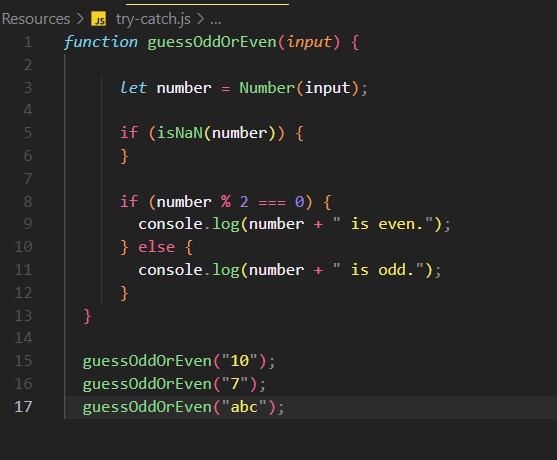 Resources > JS try-catch.js > ...
1 function guessOddOrEven(input) {
2
3 let number = Number(input);
4
5 if (isNaN(number)) {
6 }
7
8 if (number % 2 === 0) {
9 console.log(number + " is even.");
10 } else {
11 console.log(number + " is odd.");
12 }
13 }
14
15 guessOddOrEven("10");
16 guessOddOrEven("7");
17 guessOddOrEven("abc");